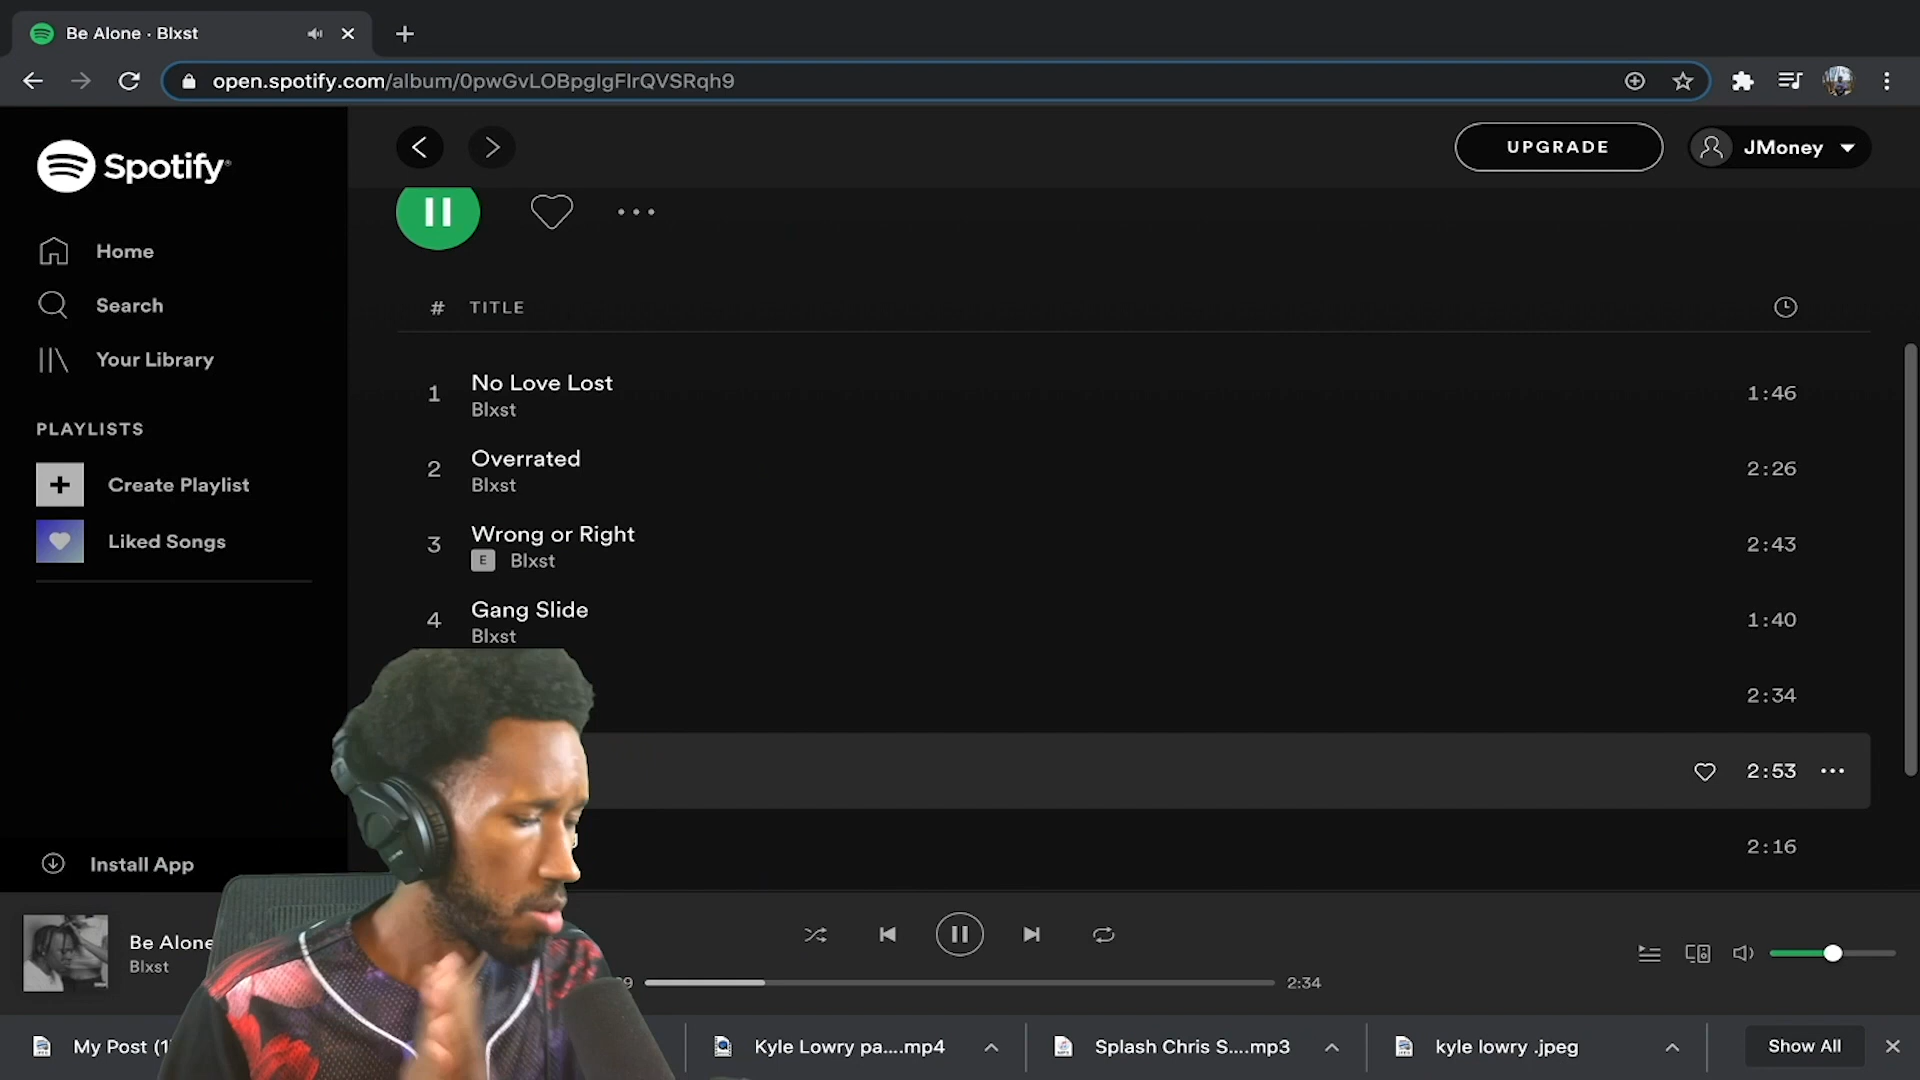 Be Alone · Blxst
open.spotify.com/album/0pwGvLOBpgIgFIrQVSRqh9
Spotify
UPGRADE
JMoney
Home
Search
Your Library
PLAYLISTS
Create Playlist
Liked Songs
Install App
# TITLE
1 No Love Lost 1:46
Blxst
2 Overrated 2:26
Blxst
3 Wrong or Right 2:43
E Blxst
4 Gang Slide 1:40
Blxst
2:34
2:53
2:16
Be Alone
Blxst
9 2:34
My Post (1 Kyle Lowry pa....mp4 Splash Chris S....mp3 kyle lowry .jpeg Show All